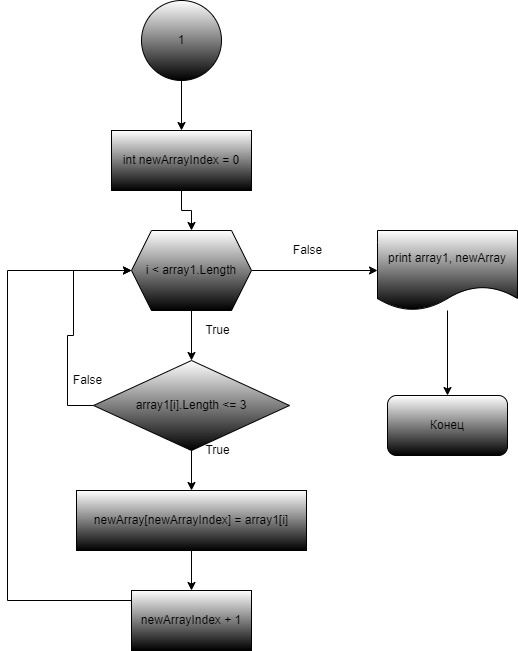 1
int newArrayIndex = 0
i < array1.Length
False
print array1, newArray
True
False
array1[i].Length <= 3
Конец
True
newArray[newArrayIndex] = array1[i]
newArrayIndex + 1